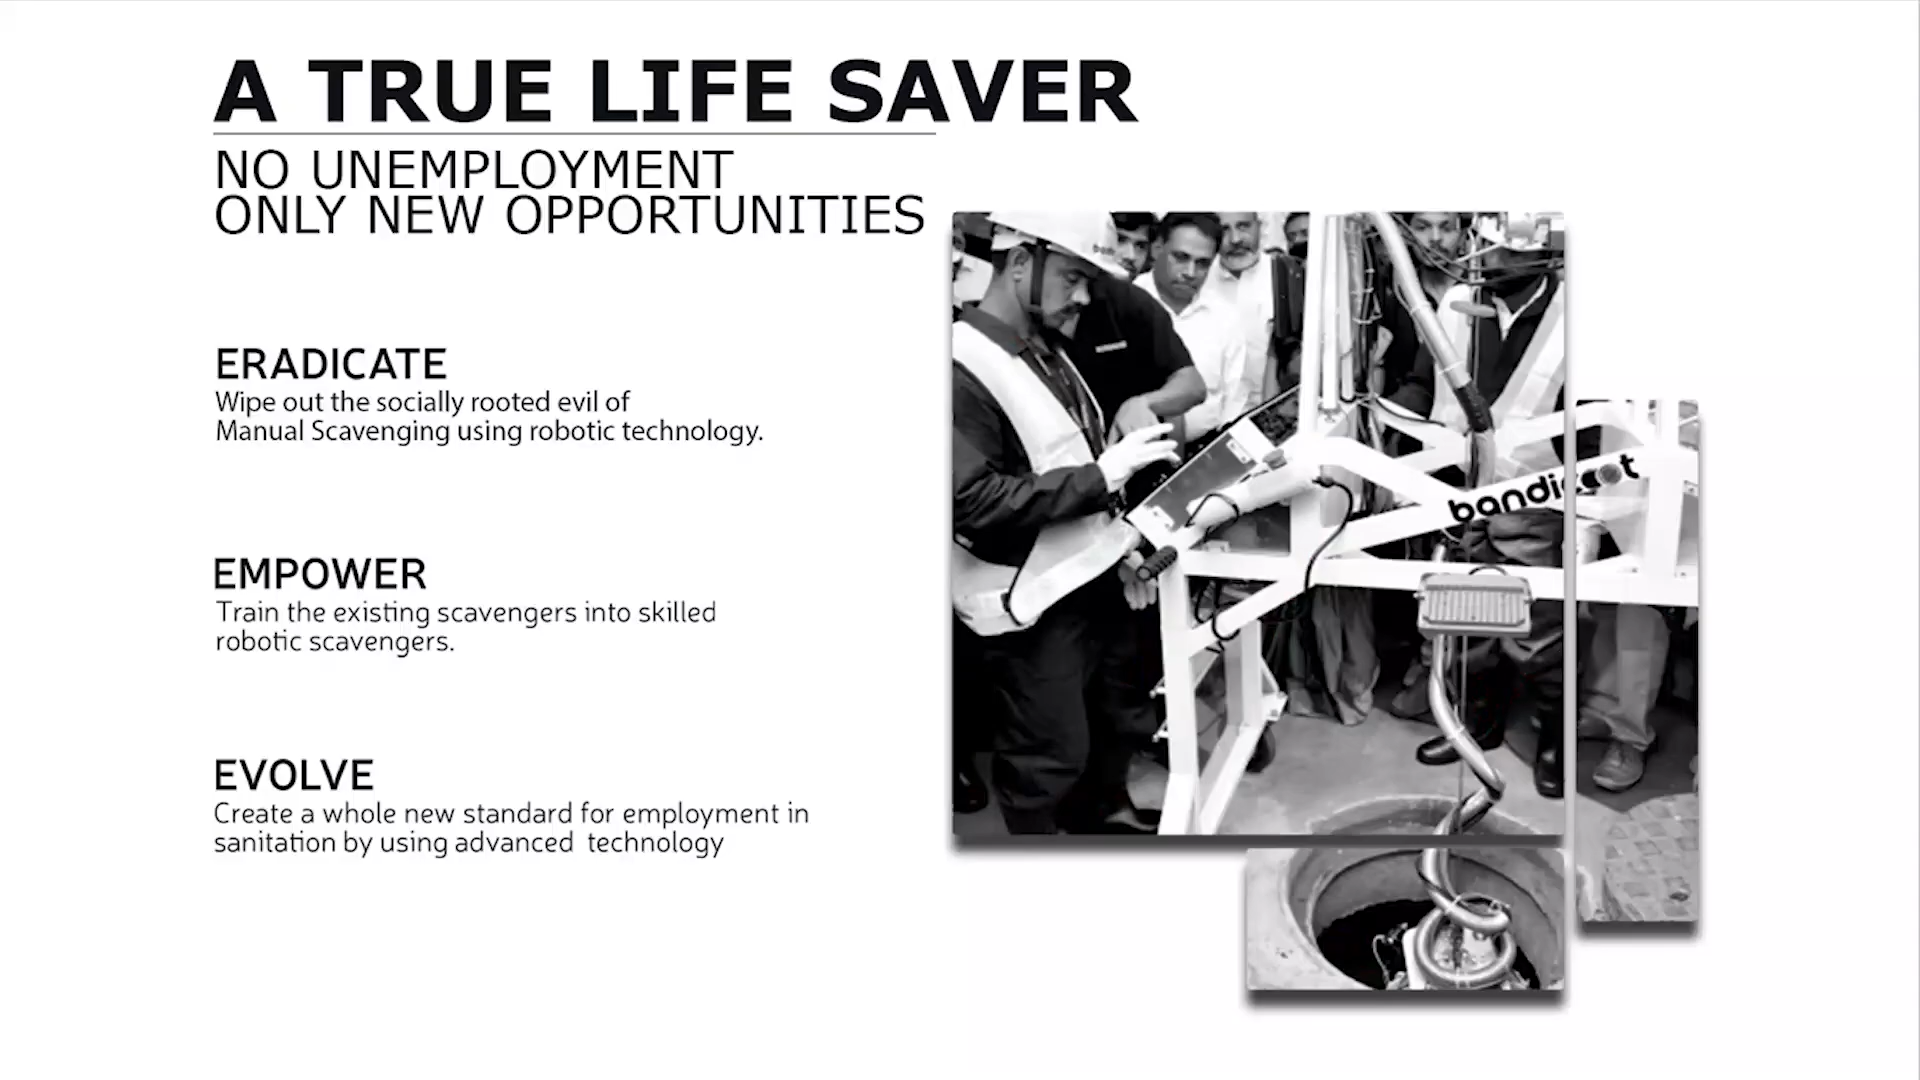 A TRUE LIFE SAVER
NO UNEMPLOYMENT
ONLY NEW OPPORTUNITIES
ERADICATE
Wipe out the socially rooted evil of
Manual Scavenging using robotic technology.
EMPOWER
Train the existing scavengers into skilled
robotic scavengers.
EVOLVE
Create a whole new standard for employment in
sanitation by using advanced  technology
bandicoot